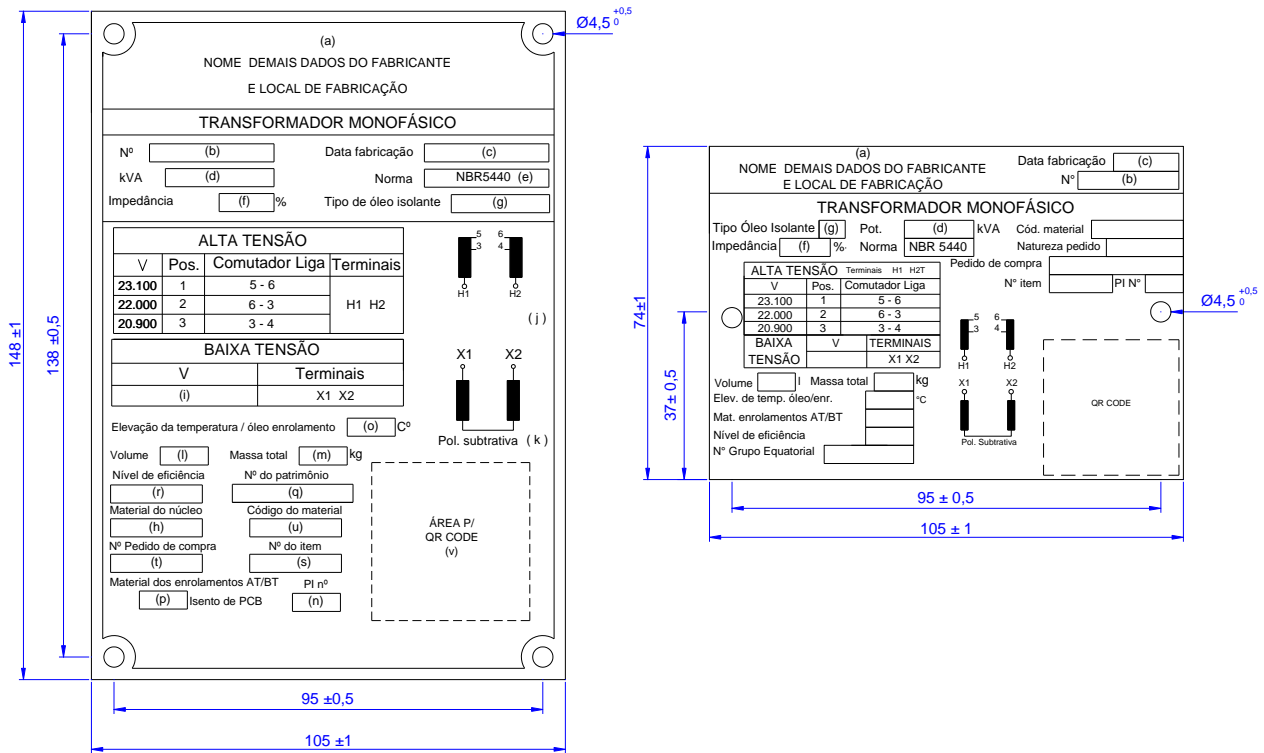 (a)
NOME DEMAIS DADOS DO FABRICANTE
E LOCAL DE FABRICAÇÃO
TRANSFORMADOR MONOFÁSICO
Nº (b) Data fabricação (c)
kVA (d) Norma NBR5440 (e)
Impedância (f) % Tipo de óleo isolante (g)
ALTA TENSÃO
V Pos. Comutador Liga Terminais
23.100 1 5 - 6
22.000 2 6 - 3 H1 H2
20.900 3 3 - 4
5 6
3 4
H1 H2
( j )
BAIXA TENSÃO
V Terminais
(i) X1 X2
X1 X2
Pol. subtrativa ( k )
Elevação da temperatura / óleo enrolamento (o) Cº
Volume (l) Massa total (m) kg
Nível de eficiência Nº do patrimônio
(r) (q)
Material do núcleo Código do material
(h) (u)
Nº Pedido de compra Nº do item
(t) (s)
Material dos enrolamentos AT/BT PI nº
(p) Isento de PCB (n)
ÁREA P/
QR CODE
(v)
148 ±1
138 ±0,5
95 ±0,5
105 ±1
Ø4,5 +0,5 0
(a)
NOME DEMAIS DADOS DO FABRICANTE
E LOCAL DE FABRICAÇÃO
Data fabricação (c)
N° (b)
TRANSFORMADOR MONOFÁSICO
Tipo Óleo Isolante (g) Pot. (d) kVA Cód. material
Impedância (f) %. Norma NBR 5440 Natureza pedido
Pedido de compra
N° item PI N°
ALTA TENSÃO Terminais H1 H2T
V Pos. Comutador Liga
23.100 1 5 - 6
22.000 2 6 - 3
20.900 3 3 - 4
BAIXA V TERMINAIS
TENSÃO X1 X2
5 6
3 4
H1 H2
X1 X2
Pol. Subtrativa
Volume l Massa total kg
Elev. de temp. óleo/enr. °C
Mat. enrolamentos AT/BT
Nível de eficiência
N° Grupo Equatorial
QR CODE
74±1
37± 0,5
95 ± 0,5
105 ± 1
Ø4,5 +0,5 0